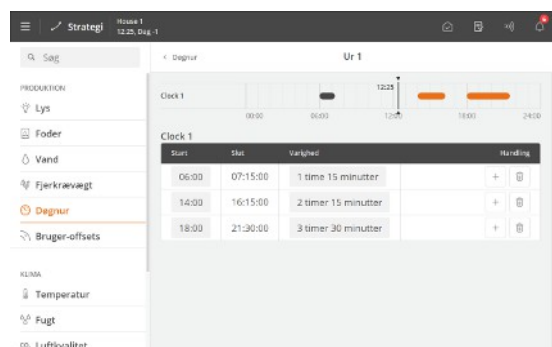 Strategi
House 1
12:25, Dag -1
Søg
PRODUKTION
Lys
Foder
Vand
Fjerkrævægt
Døgnur
Bruger-offsets
KLIMA
Temperatur
Fugt
Luftkvalitet
Døgnur
Ur 1
Clock 1
12:25
00:00 06:00 12:00 18:00 24:00
Clock 1
Start Slut Varighed Handling
06:00 07:15:00 1 time 15 minutter
14:00 16:15:00 2 timer 15 minutter
18:00 21:30:00 3 timer 30 minutter